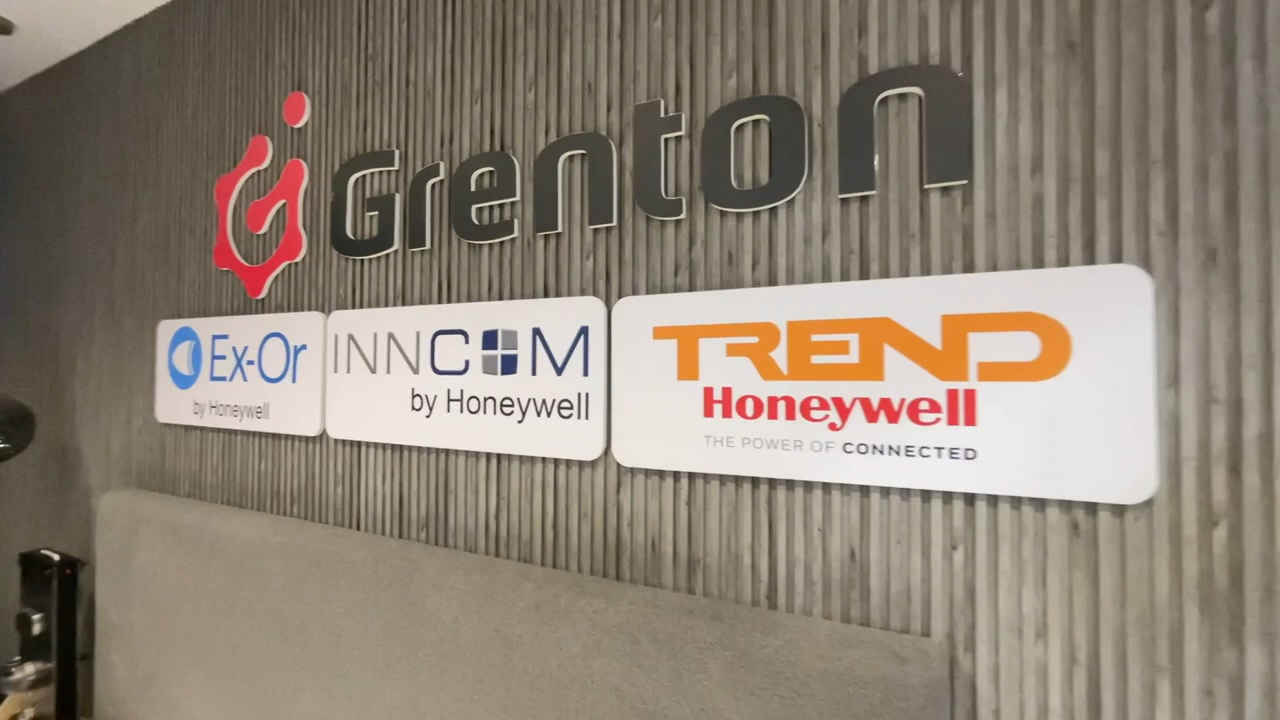 Grenton
Ex-Or
by Honeywell
INNCOM
by Honeywell
TREND
Honeywell
THE POWER OF CONNECTED